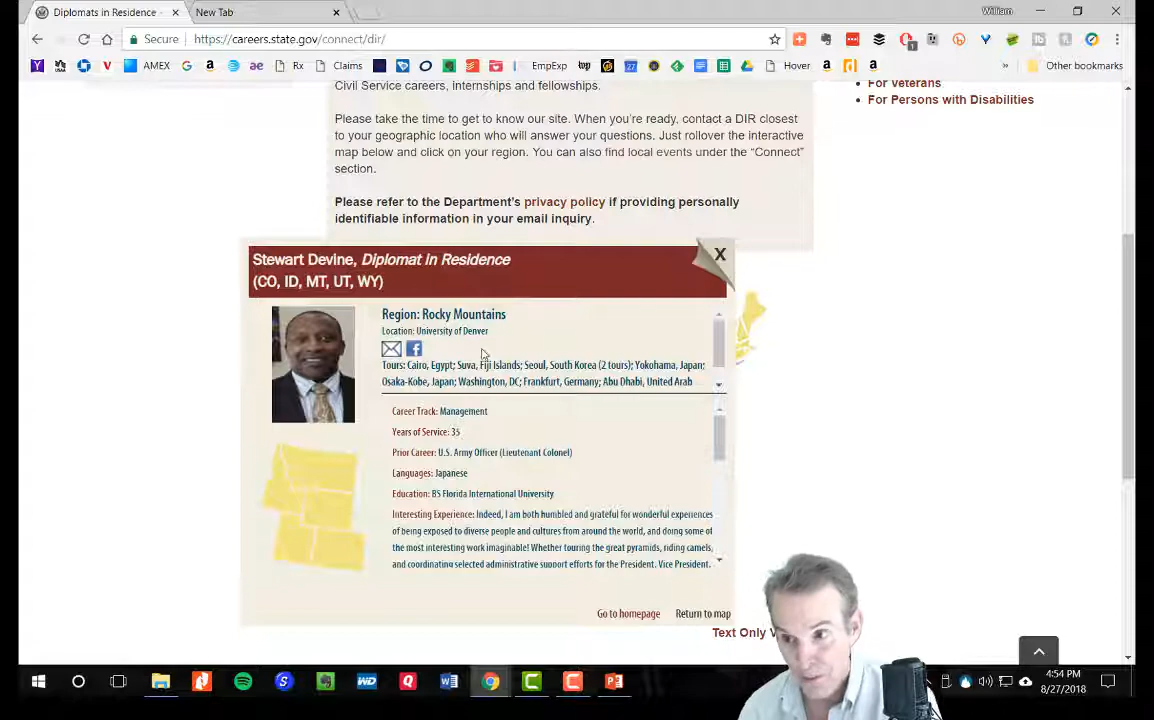 Diplomats in Residence - ×
New Tab ×
William
Secure https://careers.state.gov/connect/dir/
AMEX
Rx
Chrome
EmpExp
Hover
» Other bookmarks
Civil Service careers, internships and fellowships.
Please take the time to get to know our site. When you're ready, contact a DIR closest
to your geographic location who will answer your questions. Just rollover the interactive
map below and click on your region. You can also find local events under the "Connect"
section.
Please refer to the Department's privacy policy if providing personally
identifiable information in your email inquiry.
For Veterans
• For Persons with Disabilities
Stewart Devine, Diplomat in Residence
(CO, ID, MT, UT, WY)
X
Region: Rocky Mountains
Location: University of Denver
Tours: Cairo, Egypt; Suva, Fiji Islands; Seoul, South Korea (2 tours); Yokohama, Japan;
Osaka-Kobe, Japan; Washington, DC; Frankfurt, Germany; Abu Dhabi, United Arab
Career Track: Management
Years of Service: 35
Prior Career: U.S. Army Officer (Lieutenant Colonel)
Languages: Japanese
Education: BS Florida International University
Interesting Experience: Indeed, I am both humbled and grateful for wonderful experiences
of being exposed to diverse people and cultures from around the world, and doing some of
the most interesting work imaginable! Whether touring the great pyramids, riding camels,
and coordinating selected administrative support efforts for the President, Vice President,
Go to homepage Return to map
Text Only V
4:54 PM
8/27/2018